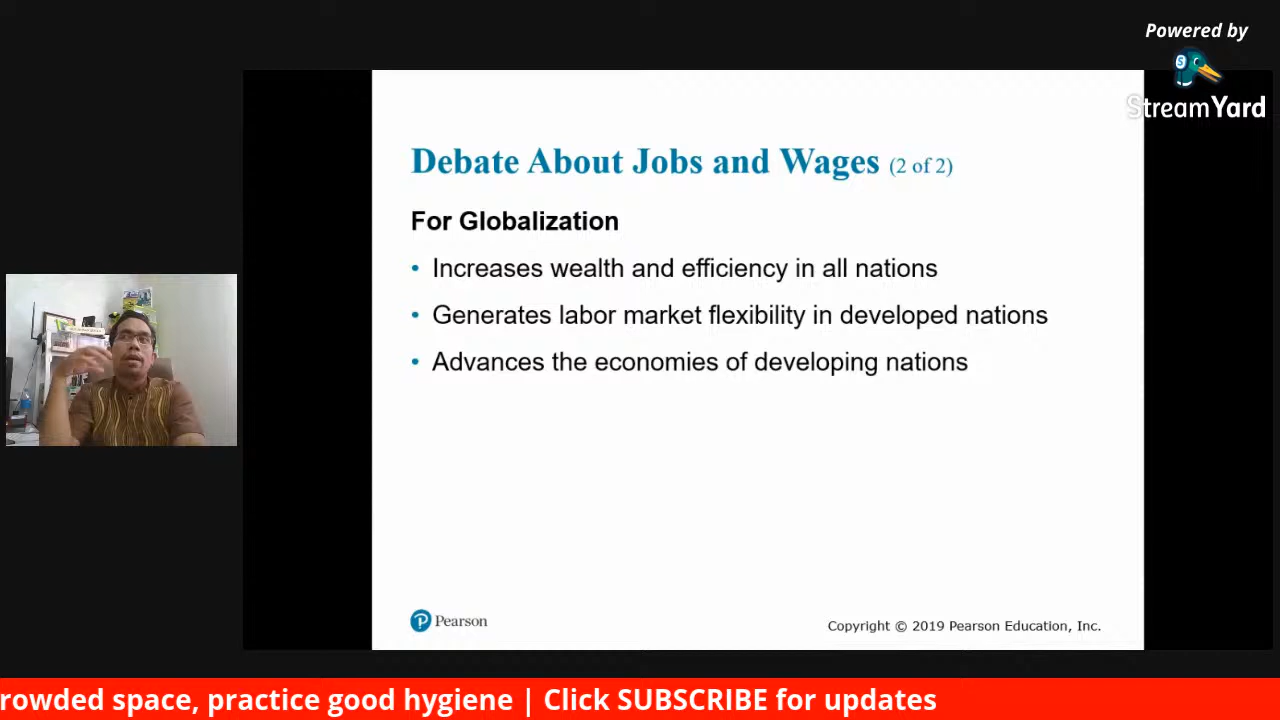 Powered by
StreamYard
Debate About Jobs and Wages (2 of 2)
For Globalization
• Increases wealth and efficiency in all nations
• Generates labor market flexibility in developed nations
• Advances the economies of developing nations
Pearson
Copyright © 2019 Pearson Education, Inc.
rowded space, practice good hygiene | Click SUBSCRIBE for updates